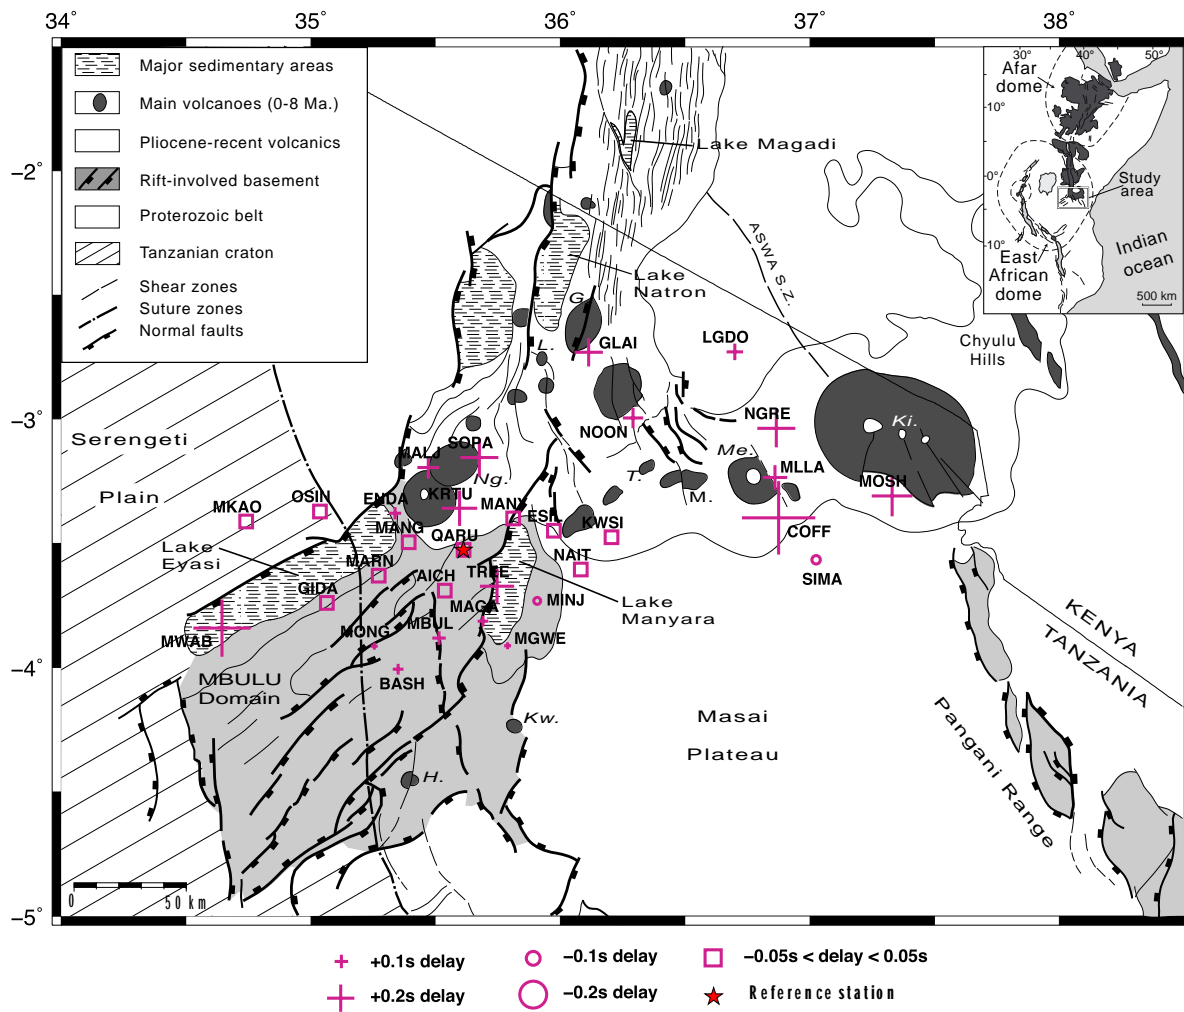 34° 35° 36° 37° 38°
Major sedimentary areas
Main volcanoes (0-8 Ma.)
Pliocene-recent volcanics
Rift-involved basement
Proterozoic belt
Tanzanian craton
Shear zones
Suture zones
Normal faults
30° 40° 50°
Afar
dome
10°
0°
10°
Study
area
East
African
dome
Indian
ocean
500 km
−2°
−3°
−4°
−5°
Lake Magadi
ASWA S.Z.
Lake
Natron
G.
GLAI
LGDO
L.
Chyulu
Hills
NGRE
NOON
Ki.
Serengeti
Plain
SOPA
MALJ
Me.
MLLA
Ng.
T.
M.
MOSH
MKAO
OSIN
ENDA
KRTU
MANY
ESIL
KWSI
COFF
MANG
QARU
Lake
Eyasi
MARN
NAIT
AICH
TREE
SIMA
GIDA
MAGA
MINJ
Lake
Manyara
MWAB
MONG
MBUL
MGWE
KENYA
TANZANIA
MBULU
Domain
BASH
Kw.
Masai
Plateau
Pangani Range
H.
0 50 km
+0.1s delay
−0.1s delay
−0.05s < delay < 0.05s
+0.2s delay
−0.2s delay
Reference station